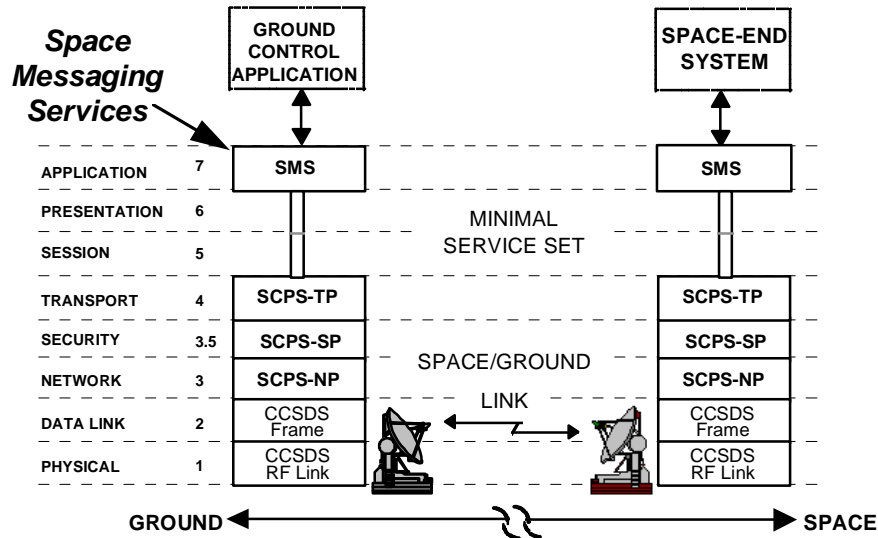 Space
Messaging
Services
GROUND
CONTROL
APPLICATION
SPACE-END
SYSTEM
APPLICATION 7 SMS SMS
PRESENTATION 6
MINIMAL
SERVICE SET
SESSION 5
TRANSPORT 4 SCPS-TP SCPS-TP
SECURITY 3.5 SCPS-SP SCPS-SP
SPACE/GROUND
NETWORK 3 SCPS-NP SCPS-NP
LINK
DATA LINK 2 CCSDS
Frame
CCSDS
Frame
PHYSICAL 1 CCSDS
RF Link
CCSDS
RF Link
GROUND SPACE